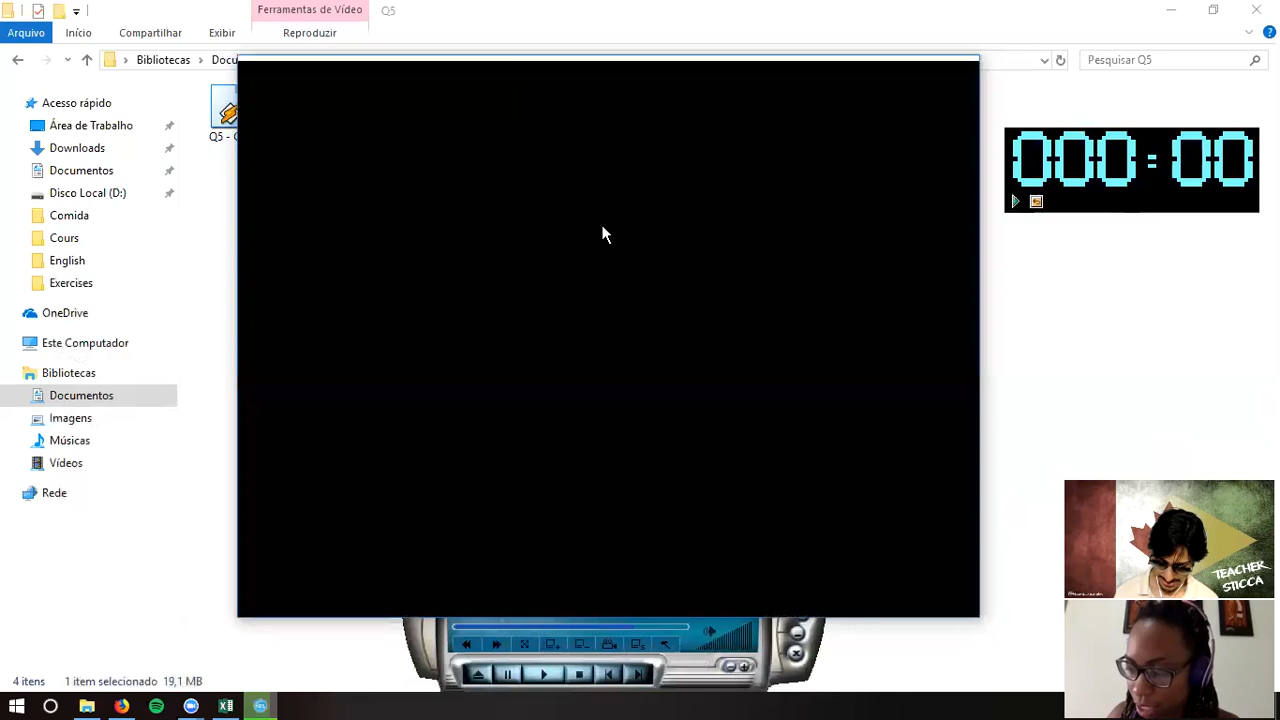 Ferramentas de Vídeo
Q5
Arquivo
Início
Compartilhar
Exibir
Reproduzir
Bibliotecas
Docu
Pesquisar Q5
Acesso rápido
Área de Trabalho
Downloads
Documentos
Disco Local (D:)
Comida
Cours
English
Exercises
OneDrive
Este Computador
Bibliotecas
Documentos
Imagens
Músicas
Vídeos
Rede
Q5 -
000:00
TEACHER
STICCA
4 itens
1 item selecionado 19,1 MB